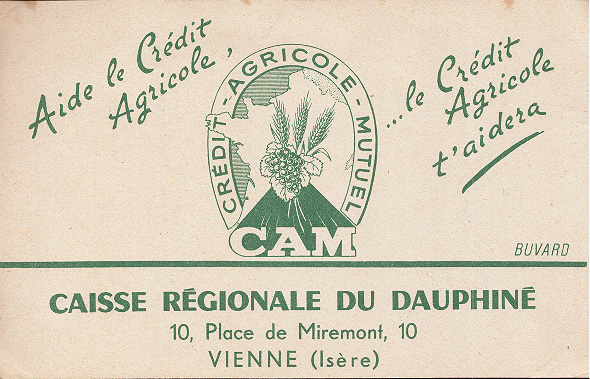 Aide le Crédit
Agricole,
CRÉDIT-AGRICOLE-MUTUEL
CAM
...le Crédit
Agricole
t'aidera
BUVARD
CAISSE RÉGIONALE DU DAUPHINÉ
10, Place de Miremont, 10
VIENNE (Isère)